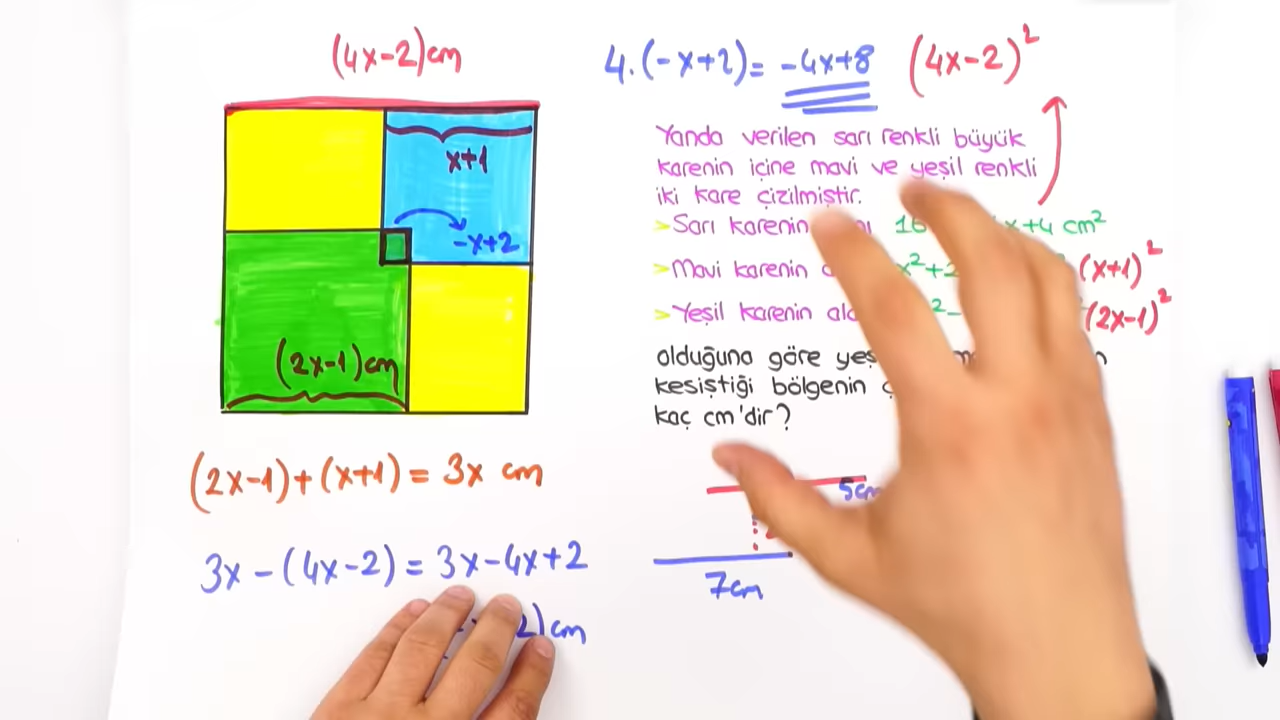 (4x-2)cm
x+1
-x+2
(2x-1)cm
(2x-1)+(x+1)=3x cm
3x-(4x-2)=3x-4x+2
2)cm
4.(-x+2)=-4x+8 (4x-2)²
Yanda verilen sarı renkli büyük
karenin içine mavi ve yeşil renkli
iki kare çizilmiştir.
>Sarı karenin 16 x+4 cm²
>Mavi karenin x²+2 (x+1)²
>Yeşil karenin (2x-1)²
olduğuna göre
kesiştiği bölgenin
kaç cm'dir?
5cm
7cm